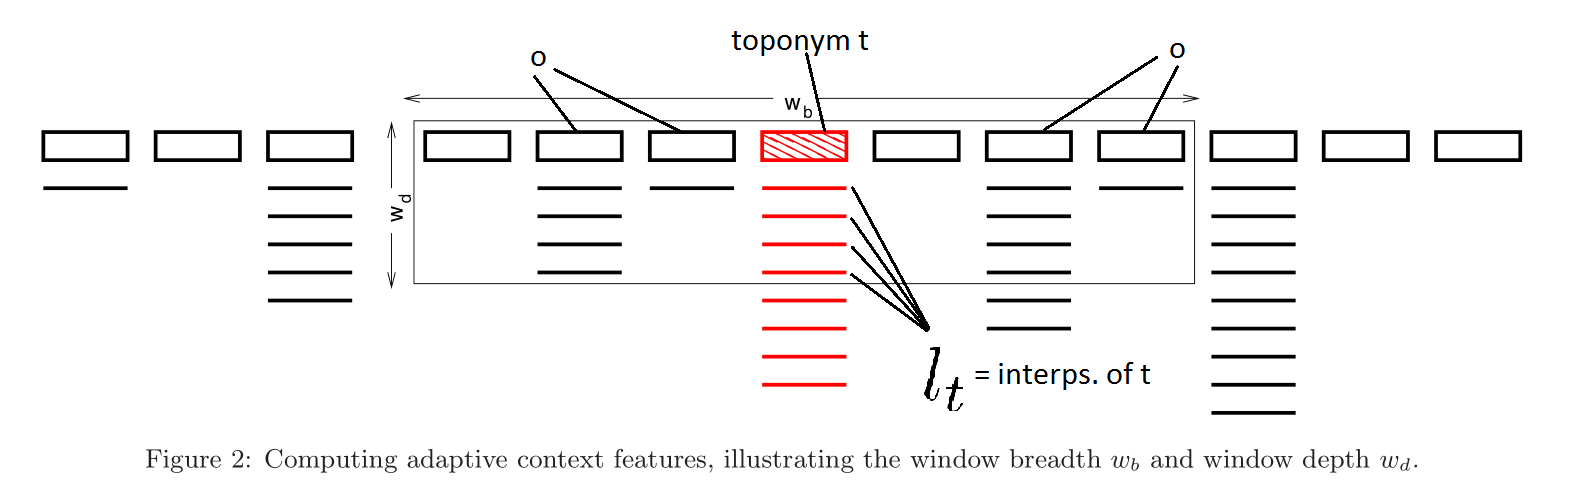 toponym t
o
o
w_b
w_d
l_t = interps. of t
Figure 2: Computing adaptive context features, illustrating the window breadth w_b and window depth w_d.